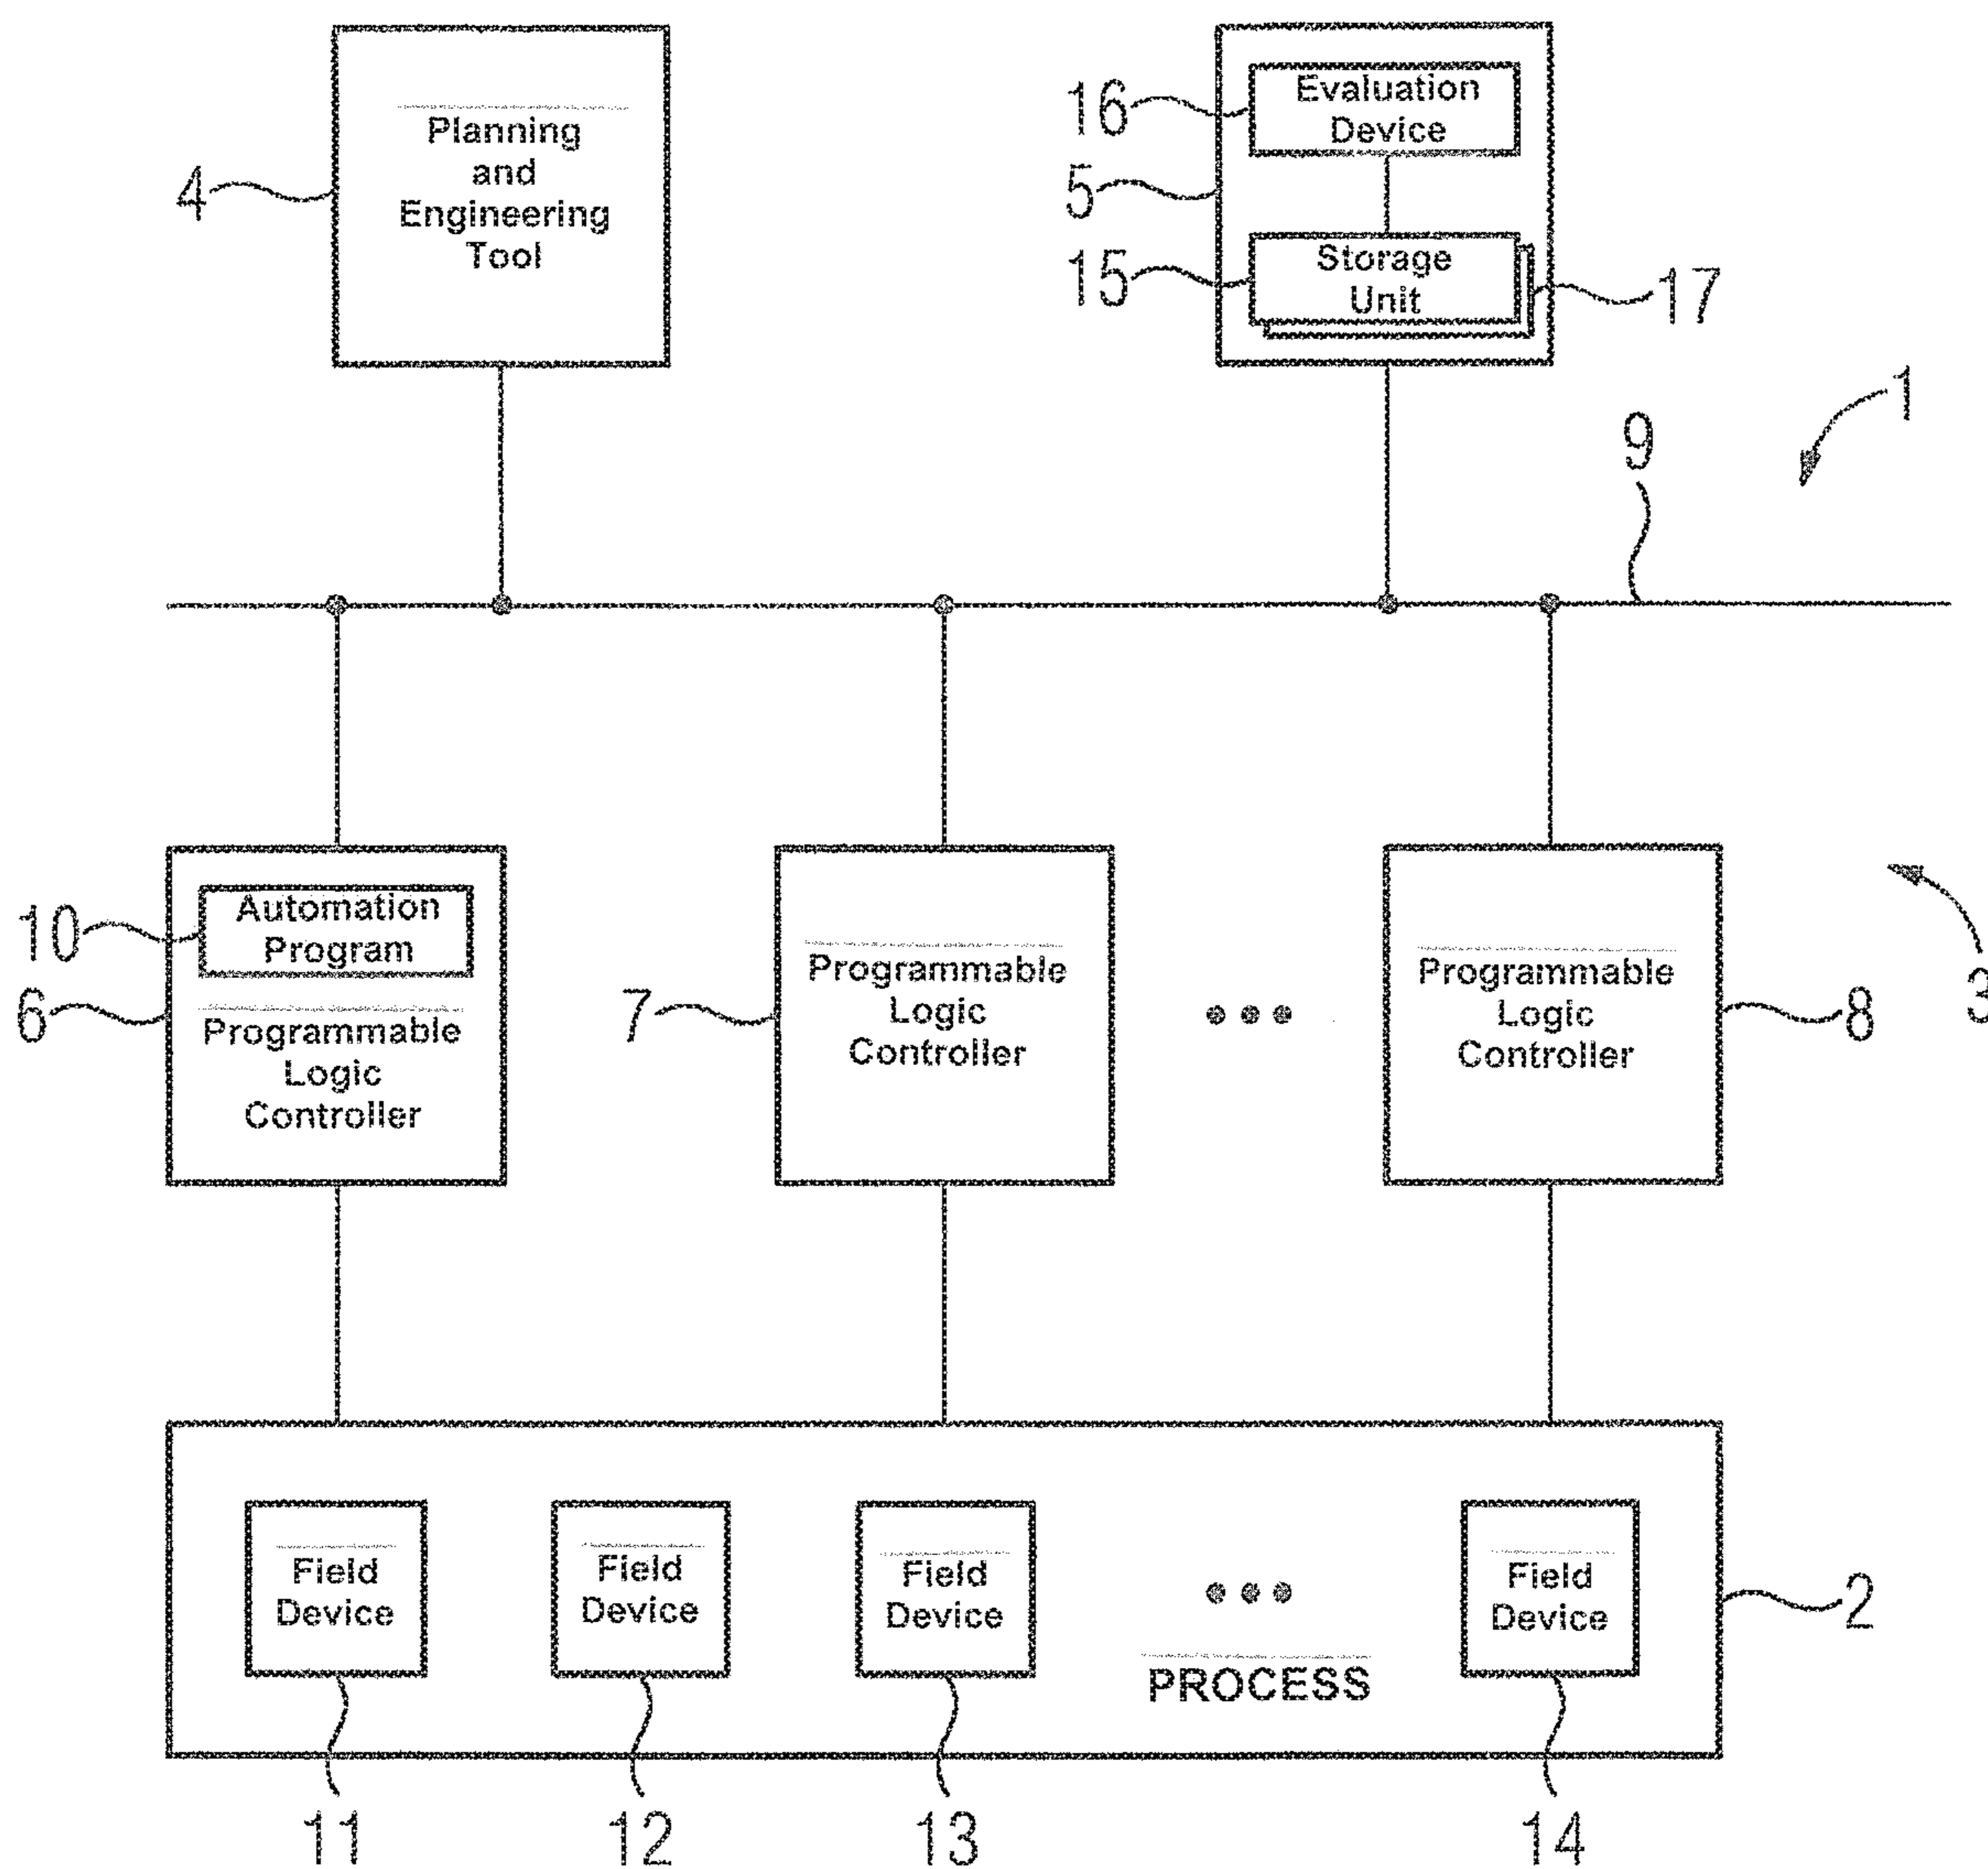 Planning
and
Engineering
Tool
4
Evaluation
Device
16
5
Storage
Unit
15
17
1
9
Automation
Program
10
6
Programmable
Logic
Controller
7
Programmable
Logic
Controller
Programmable
Logic
Controller
8
3
Field
Device
Field
Device
Field
Device
Field
Device
2
PROCESS
11
12
13
14